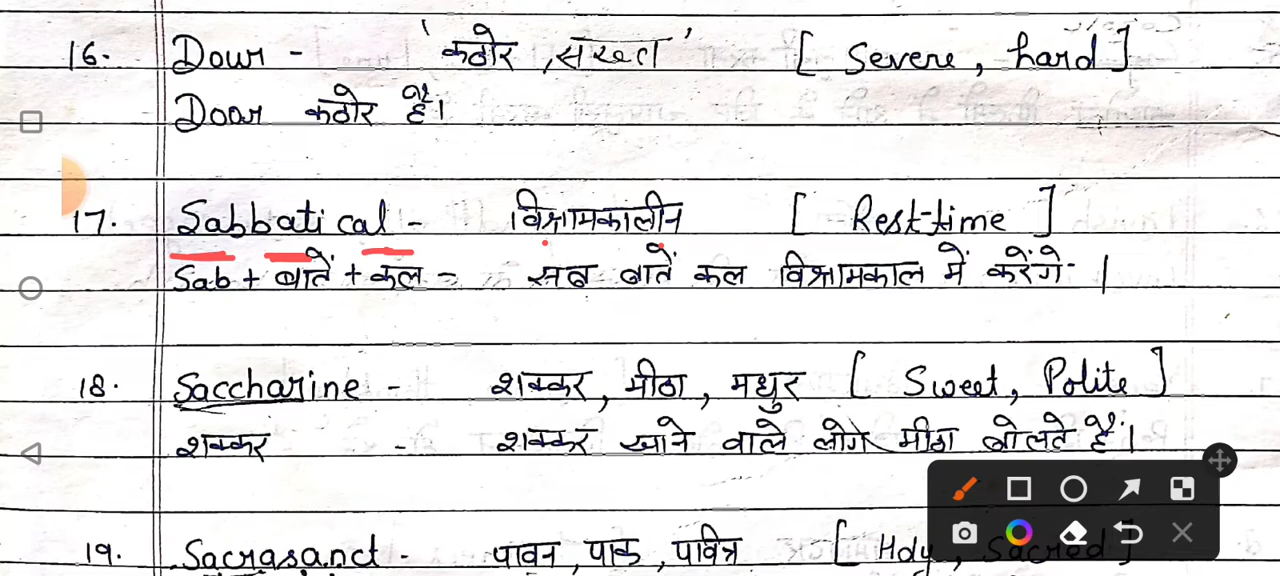 16. Dour - 'कठोर, सख्त' [Severe, hard]
Door कठोर है।
17. Sabbatical - विश्रामकालीन [Rest-time]
Sab + बातें + कल = सब बातें कल विश्रामकाल में करेंगे।
18. Saccharine - शक्कर, मीठा, मधुर [Sweet, Polite]
शक्कर - शक्कर खाने वाले लोग मीठा बोलते हैं।
19. Sacrasanct - पावन, पाक, पवित्र [Holy, Sacred]